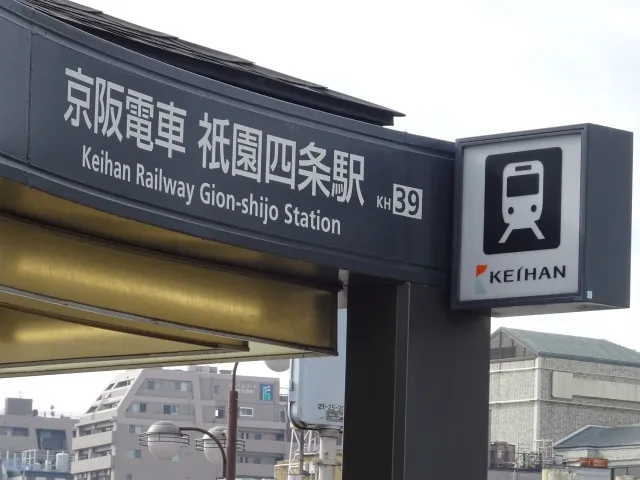 京阪電車 祇園四条駅 KH 39
Keihan Railway Gion-shijo Station
KEIHAN